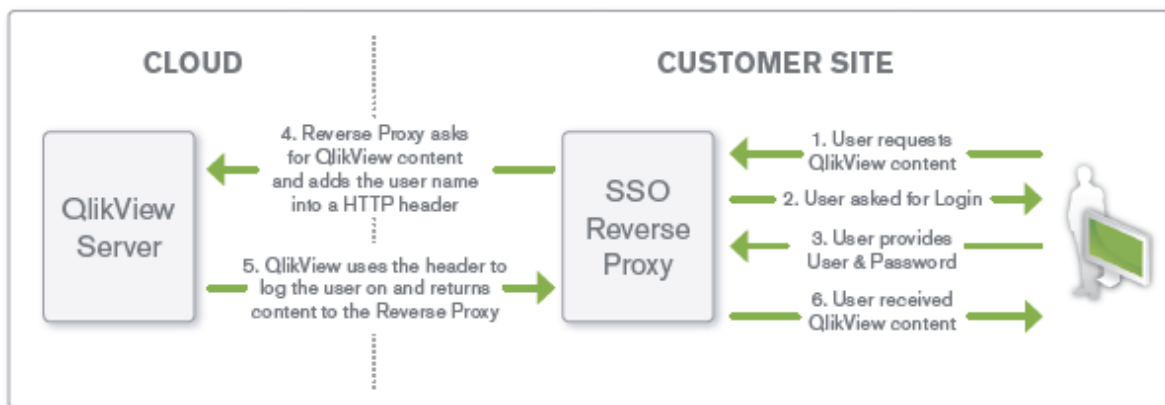 CLOUD
CUSTOMER SITE
QlikView
Server
4. Reverse Proxy asks
for QlikView content
and adds the user name
into a HTTP header
5. QlikView uses the header to
log the user on and returns
content to the Reverse Proxy
SSO
Reverse
Proxy
1. User requests
QlikView content
2. User asked for Login
3. User provides
User & Password
6. User received
QlikView content